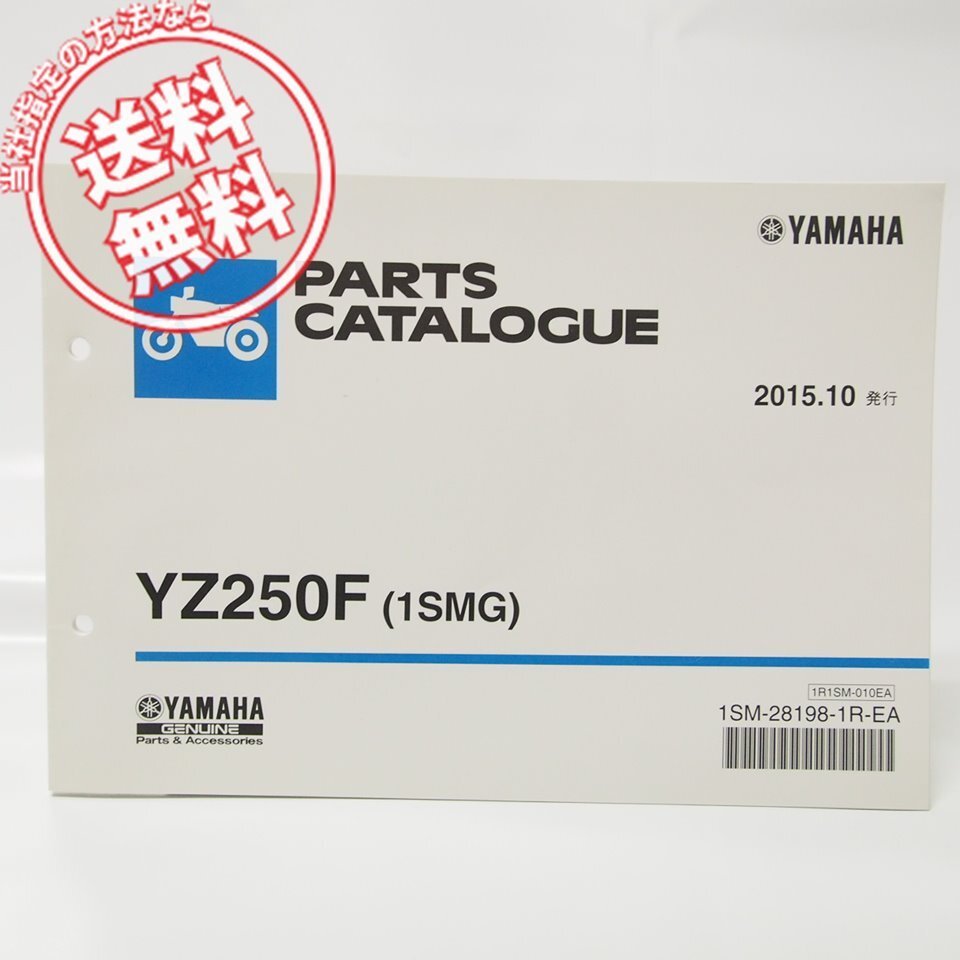 当社指定の方法なら
送料
無料
YAMAHA
PARTS
CATALOGUE
2015.10 発行
YZ250F (1SMG)
YAMAHA
GENUINE
Parts & Accessories
1R1SM-010EA
1SM-28198-1R-EA